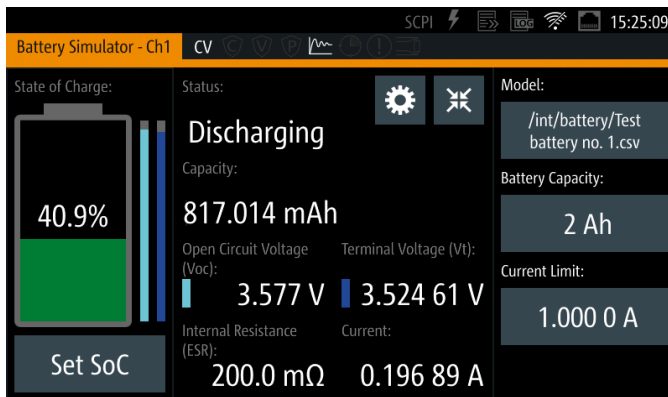 SCPI LOG 15:25:09
Battery Simulator - Ch1 CV C V P
State of Charge:
40.9%
Set SoC
Status:
Discharging
Capacity:
817.014 mAh
Open Circuit Voltage
(Voc):
3.577 V
Terminal Voltage (Vt):
3.524 61 V
Internal Resistance
(ESR):
200.0 mΩ
Current:
0.196 89 A
Model:
/int/battery/Test
battery no. 1.csv
Battery Capacity:
2 Ah
Current Limit:
1.000 0 A